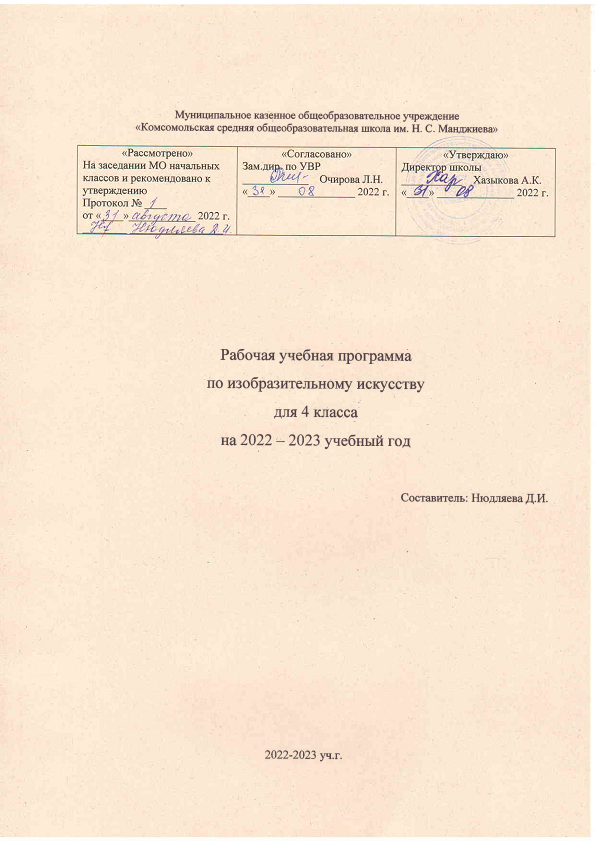 Муниципальное казенное общеобразовательное учреждение
«Комсомольская средняя общеобразовательная школа им. Н. С. Манджиева»
«Рассмотрено»
На заседании МО начальных
классов и рекомендовано к
утверждению
Протокол № 1
от «31» августа 2022 г.
Нюдляева Д.И.
«Согласовано»
Зам.дир. по УВР
Очирова Л.Н.
«31» 08 2022 г.
«Утверждаю»
Директор школы
Хазыкова А.К.
«31» 08 2022 г.
Рабочая учебная программа
по изобразительному искусству
для 4 класса
на 2022 – 2023 учебный год
Составитель: Нюдляева Д.И.
2022-2023 уч.г.